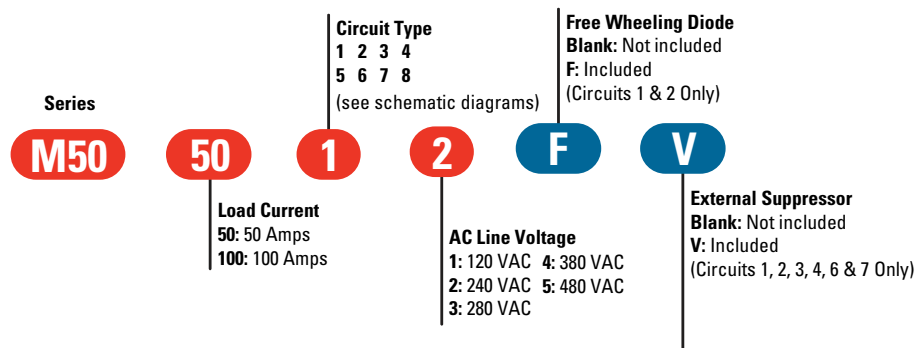 Circuit Type
1 2 3 4
5 6 7 8
(see schematic diagrams)
Free Wheeling Diode
Blank: Not included
F: Included
(Circuits 1 & 2 Only)
Series
M50 50 1 2 F V
Load Current
50: 50 Amps
100: 100 Amps
AC Line Voltage
1: 120 VAC 4: 380 VAC
2: 240 VAC 5: 480 VAC
3: 280 VAC
External Suppressor
Blank: Not included
V: Included
(Circuits 1, 2, 3, 4, 6 & 7 Only)